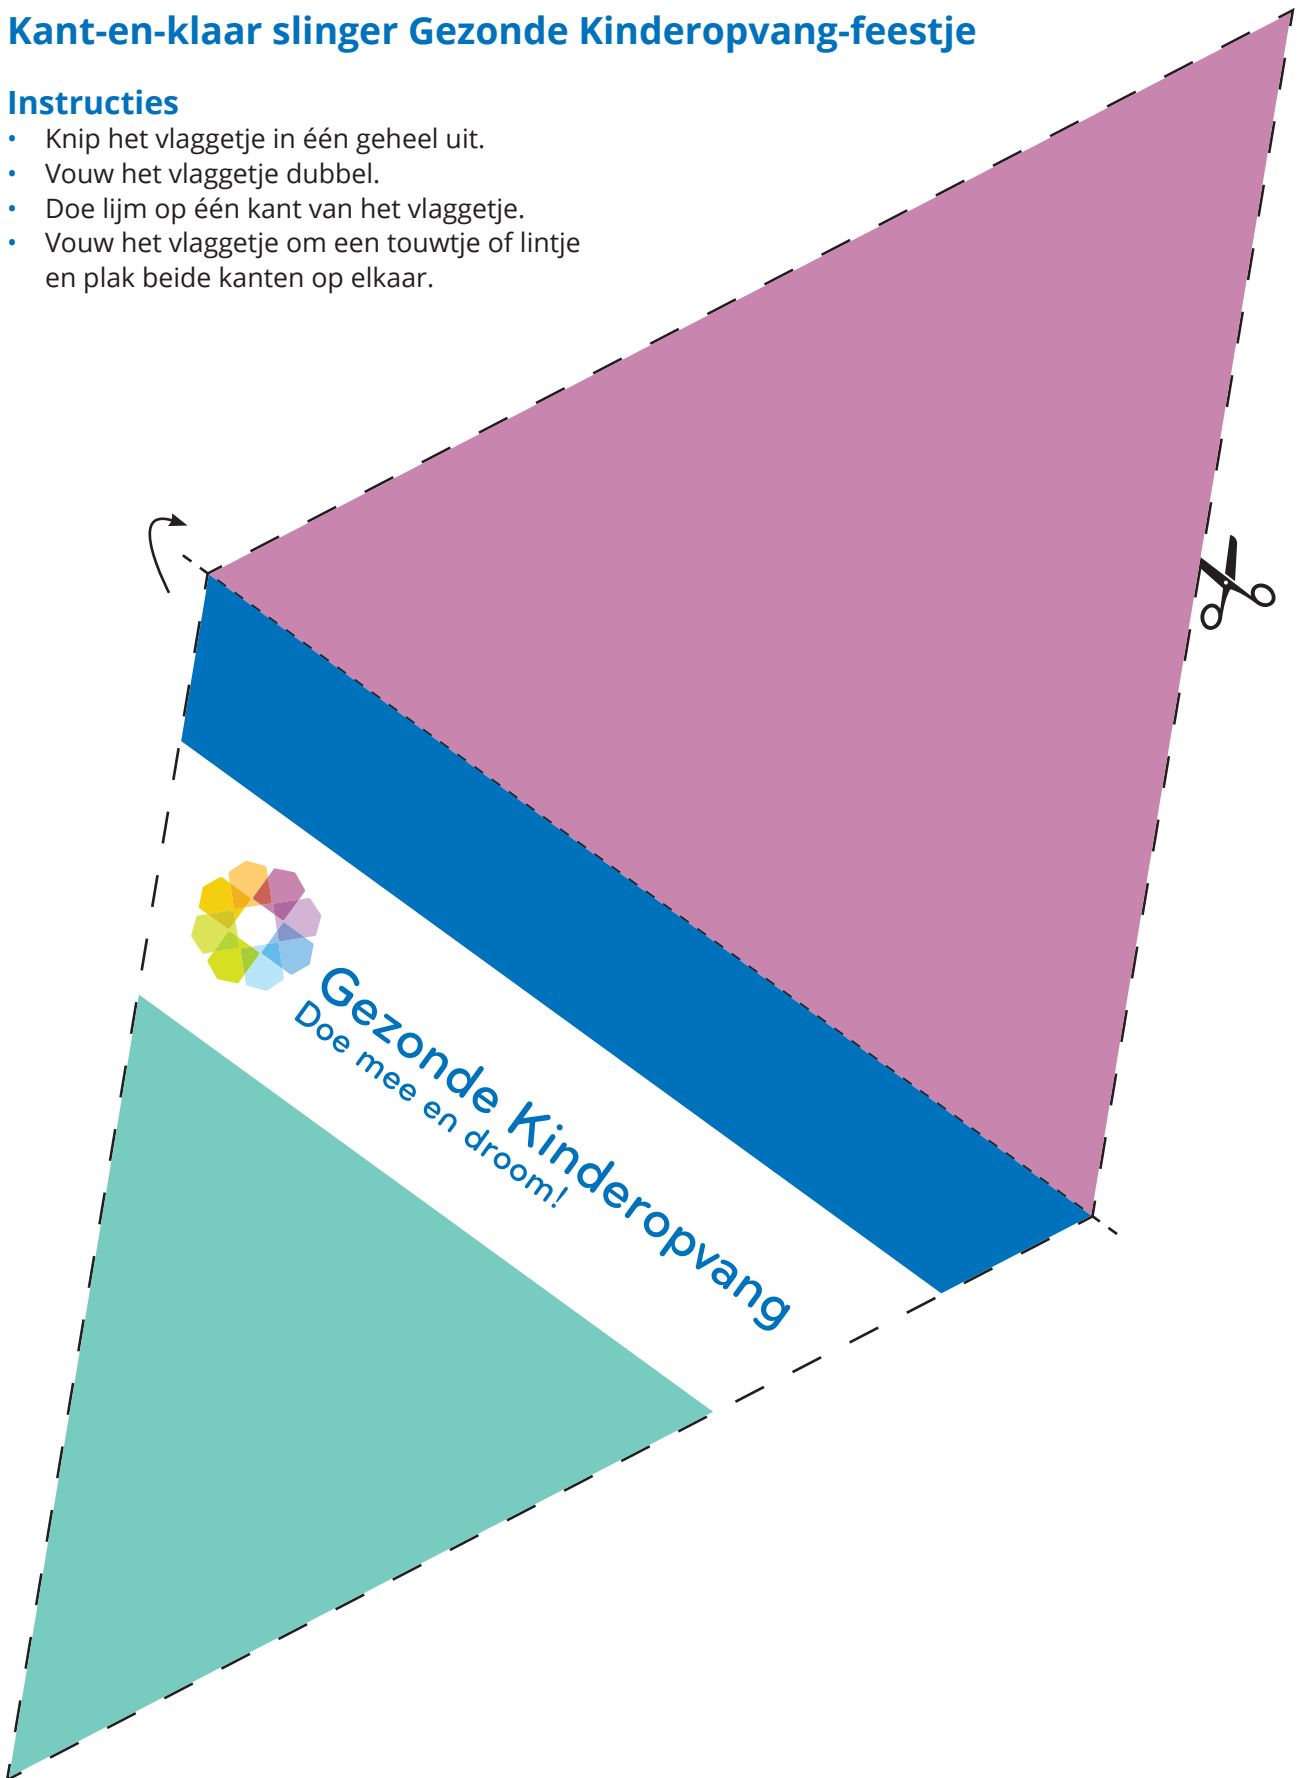 Kant-en-klaar slinger Gezonde Kinderopvang-feestje
Instructies
• Knip het vlaggetje in één geheel uit.
• Vouw het vlaggetje dubbel.
• Doe lijm op één kant van het vlaggetje.
• Vouw het vlaggetje om een touwtje of lintje
en plak beide kanten op elkaar.
Gezonde Kinderopvang
Doe mee en droom!